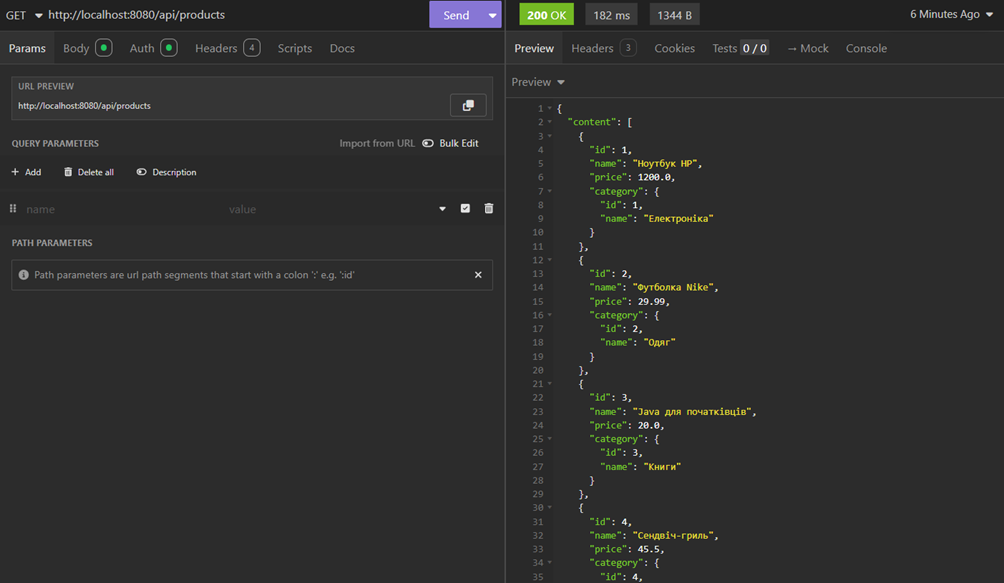 GET http://localhost:8080/api/products Send
Params Body Auth Headers 4 Scripts Docs
URL PREVIEW
http://localhost:8080/api/products
QUERY PARAMETERS Import from URL Bulk Edit
+ Add Delete all Description
name value
PATH PARAMETERS
Path parameters are url path segments that start with a colon ':' e.g. ':id'
200 OK 182 ms 1344 B 6 Minutes Ago
Preview Headers 3 Cookies Tests 0 / 0 → Mock Console
Preview
1 {
2 "content": [
3 {
4 "id": 1,
5 "name": "Ноутбук HP",
6 "price": 1200.0,
7 "category": {
8 "id": 1,
9 "name": "Електроніка"
10 }
11 },
12 {
13 "id": 2,
14 "name": "Футболка Nike",
15 "price": 29.99,
16 "category": {
17 "id": 2,
18 "name": "Одяг"
19 }
20 },
21 {
22 "id": 3,
23 "name": "Java для початківців",
24 "price": 20.0,
25 "category": {
26 "id": 3,
27 "name": "Книги"
28 }
29 },
30 {
31 "id": 4,
32 "name": "Сендвіч-гриль",
33 "price": 45.5,
34 "category": {
35 "id": 4,